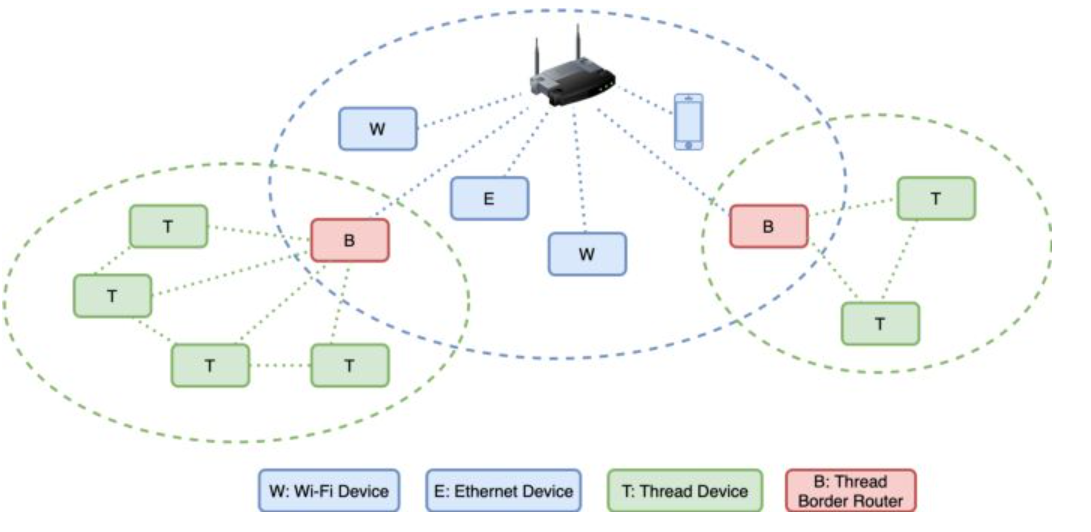 W
E
W
B
T
T
T
T
B
T
T
W: Wi-Fi Device
E: Ethernet Device
T: Thread Device
B: Thread
Border Router